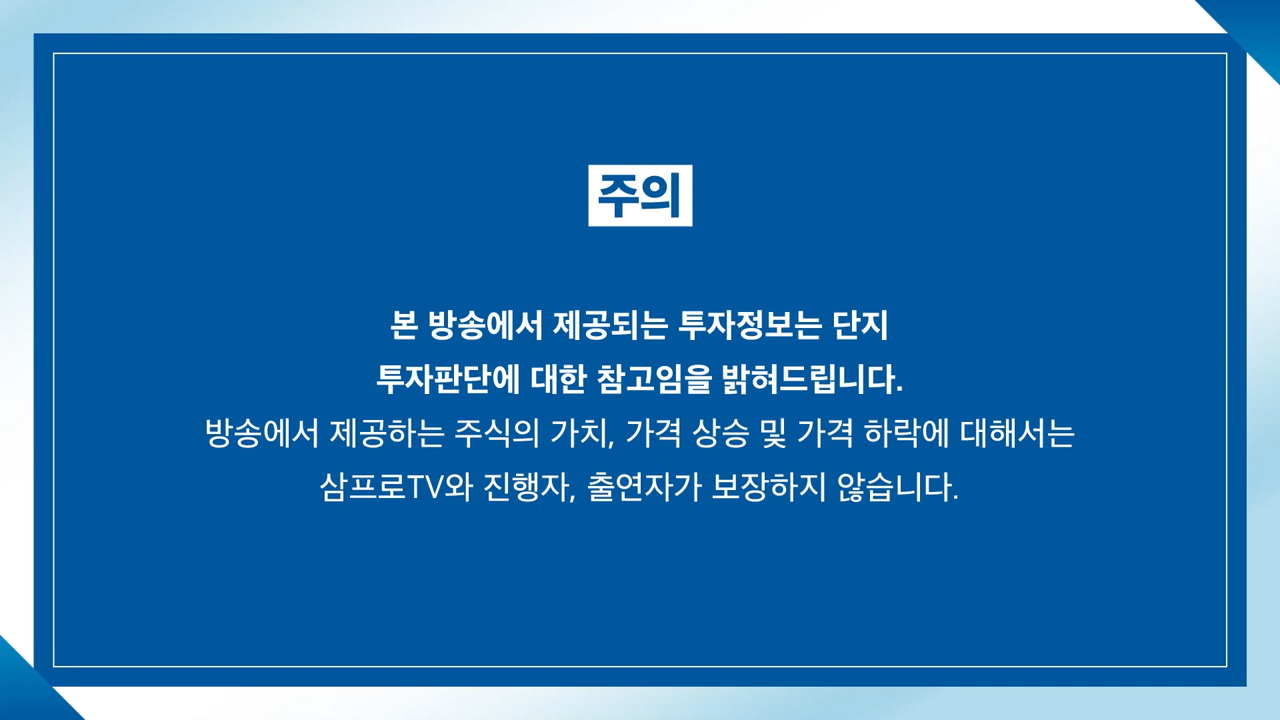 주의
본 방송에서 제공되는 투자정보는 단지
투자판단에 대한 참고임을 밝혀드립니다.
방송에서 제공하는 주식의 가치, 가격 상승 및 가격 하락에 대해서는
삼프로TV와 진행자, 출연자가 보장하지 않습니다.